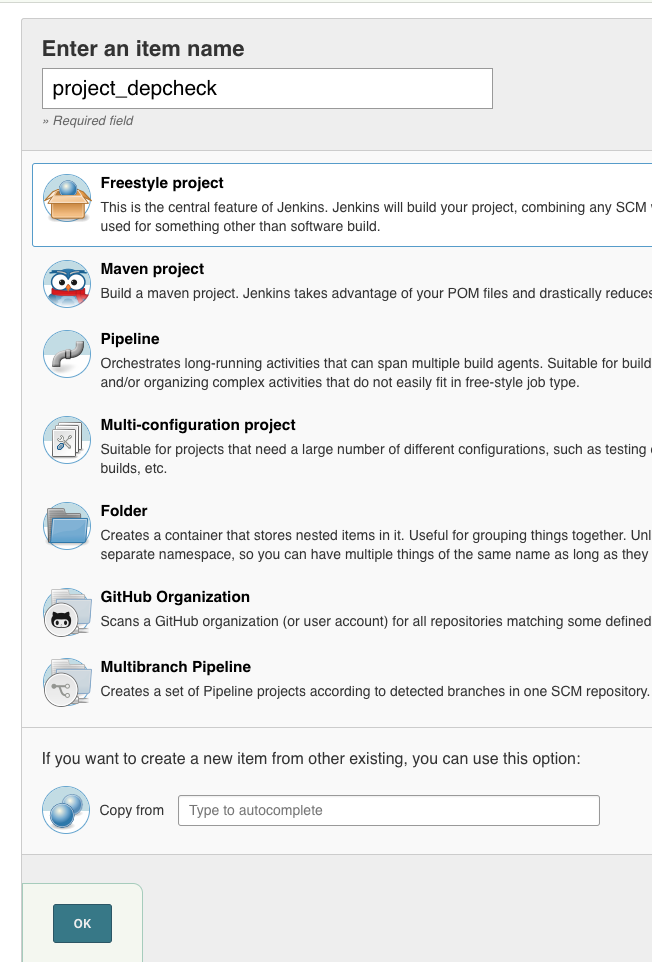 Enter an item name
project_depcheck
» Required field
Freestyle project
This is the central feature of Jenkins. Jenkins will build your project, combining any SCM
used for something other than software build.
Maven project
Build a maven project. Jenkins takes advantage of your POM files and drastically reduces
Pipeline
Orchestrates long-running activities that can span multiple build agents. Suitable for build
and/or organizing complex activities that do not easily fit in free-style job type.
Multi-configuration project
Suitable for projects that need a large number of different configurations, such as testing
builds, etc.
Folder
Creates a container that stores nested items in it. Useful for grouping things together. Unl
separate namespace, so you can have multiple things of the same name as long as they
GitHub Organization
Scans a GitHub organization (or user account) for all repositories matching some defined
Multibranch Pipeline
Creates a set of Pipeline projects according to detected branches in one SCM repository.
If you want to create a new item from other existing, you can use this option:
Copy from
Type to autocomplete
OK